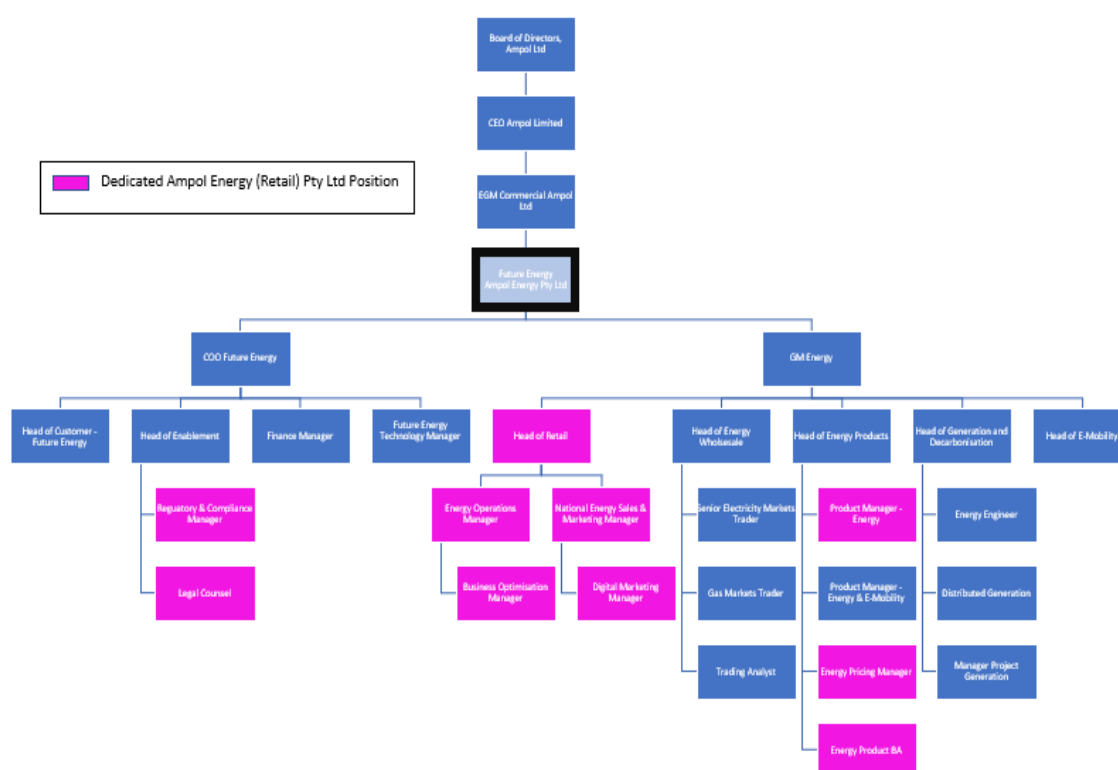 Board of Directors,
Ampol Ltd
CEO Ampol Limited
Dedicated Ampol Energy (Retail) Pty Ltd Position
EGM Commercial Ampol
Ltd
Future Energy
Ampol Energy Pty Ltd
COO Future Energy
GM Energy
Head of Customer -
Future Energy
Head of Enablement
Finance Manager
Future Energy
Technology Manager
Head of Retail
Head of Energy
Wholsesale
Head of Energy Products
Head of Generation and
Decarbonisation
Head of E-Mobility
Reguatory & Compliance
Manager
Energy Operations
Manager
National Energy Sales &
Marketing Manager
Senior Electricity Markets
Trader
Product Manager -
Energy
Energy Engineer
Legal Counsel
Business Optimisation
Manager
Digital Marketing
Manager
Gas Markets Trader
Product Manager -
Energy & E-Mobility
Distributed Generation
Trading Analyst
Energy Pricing Manager
Manager Project
Generation
Energy Product BA